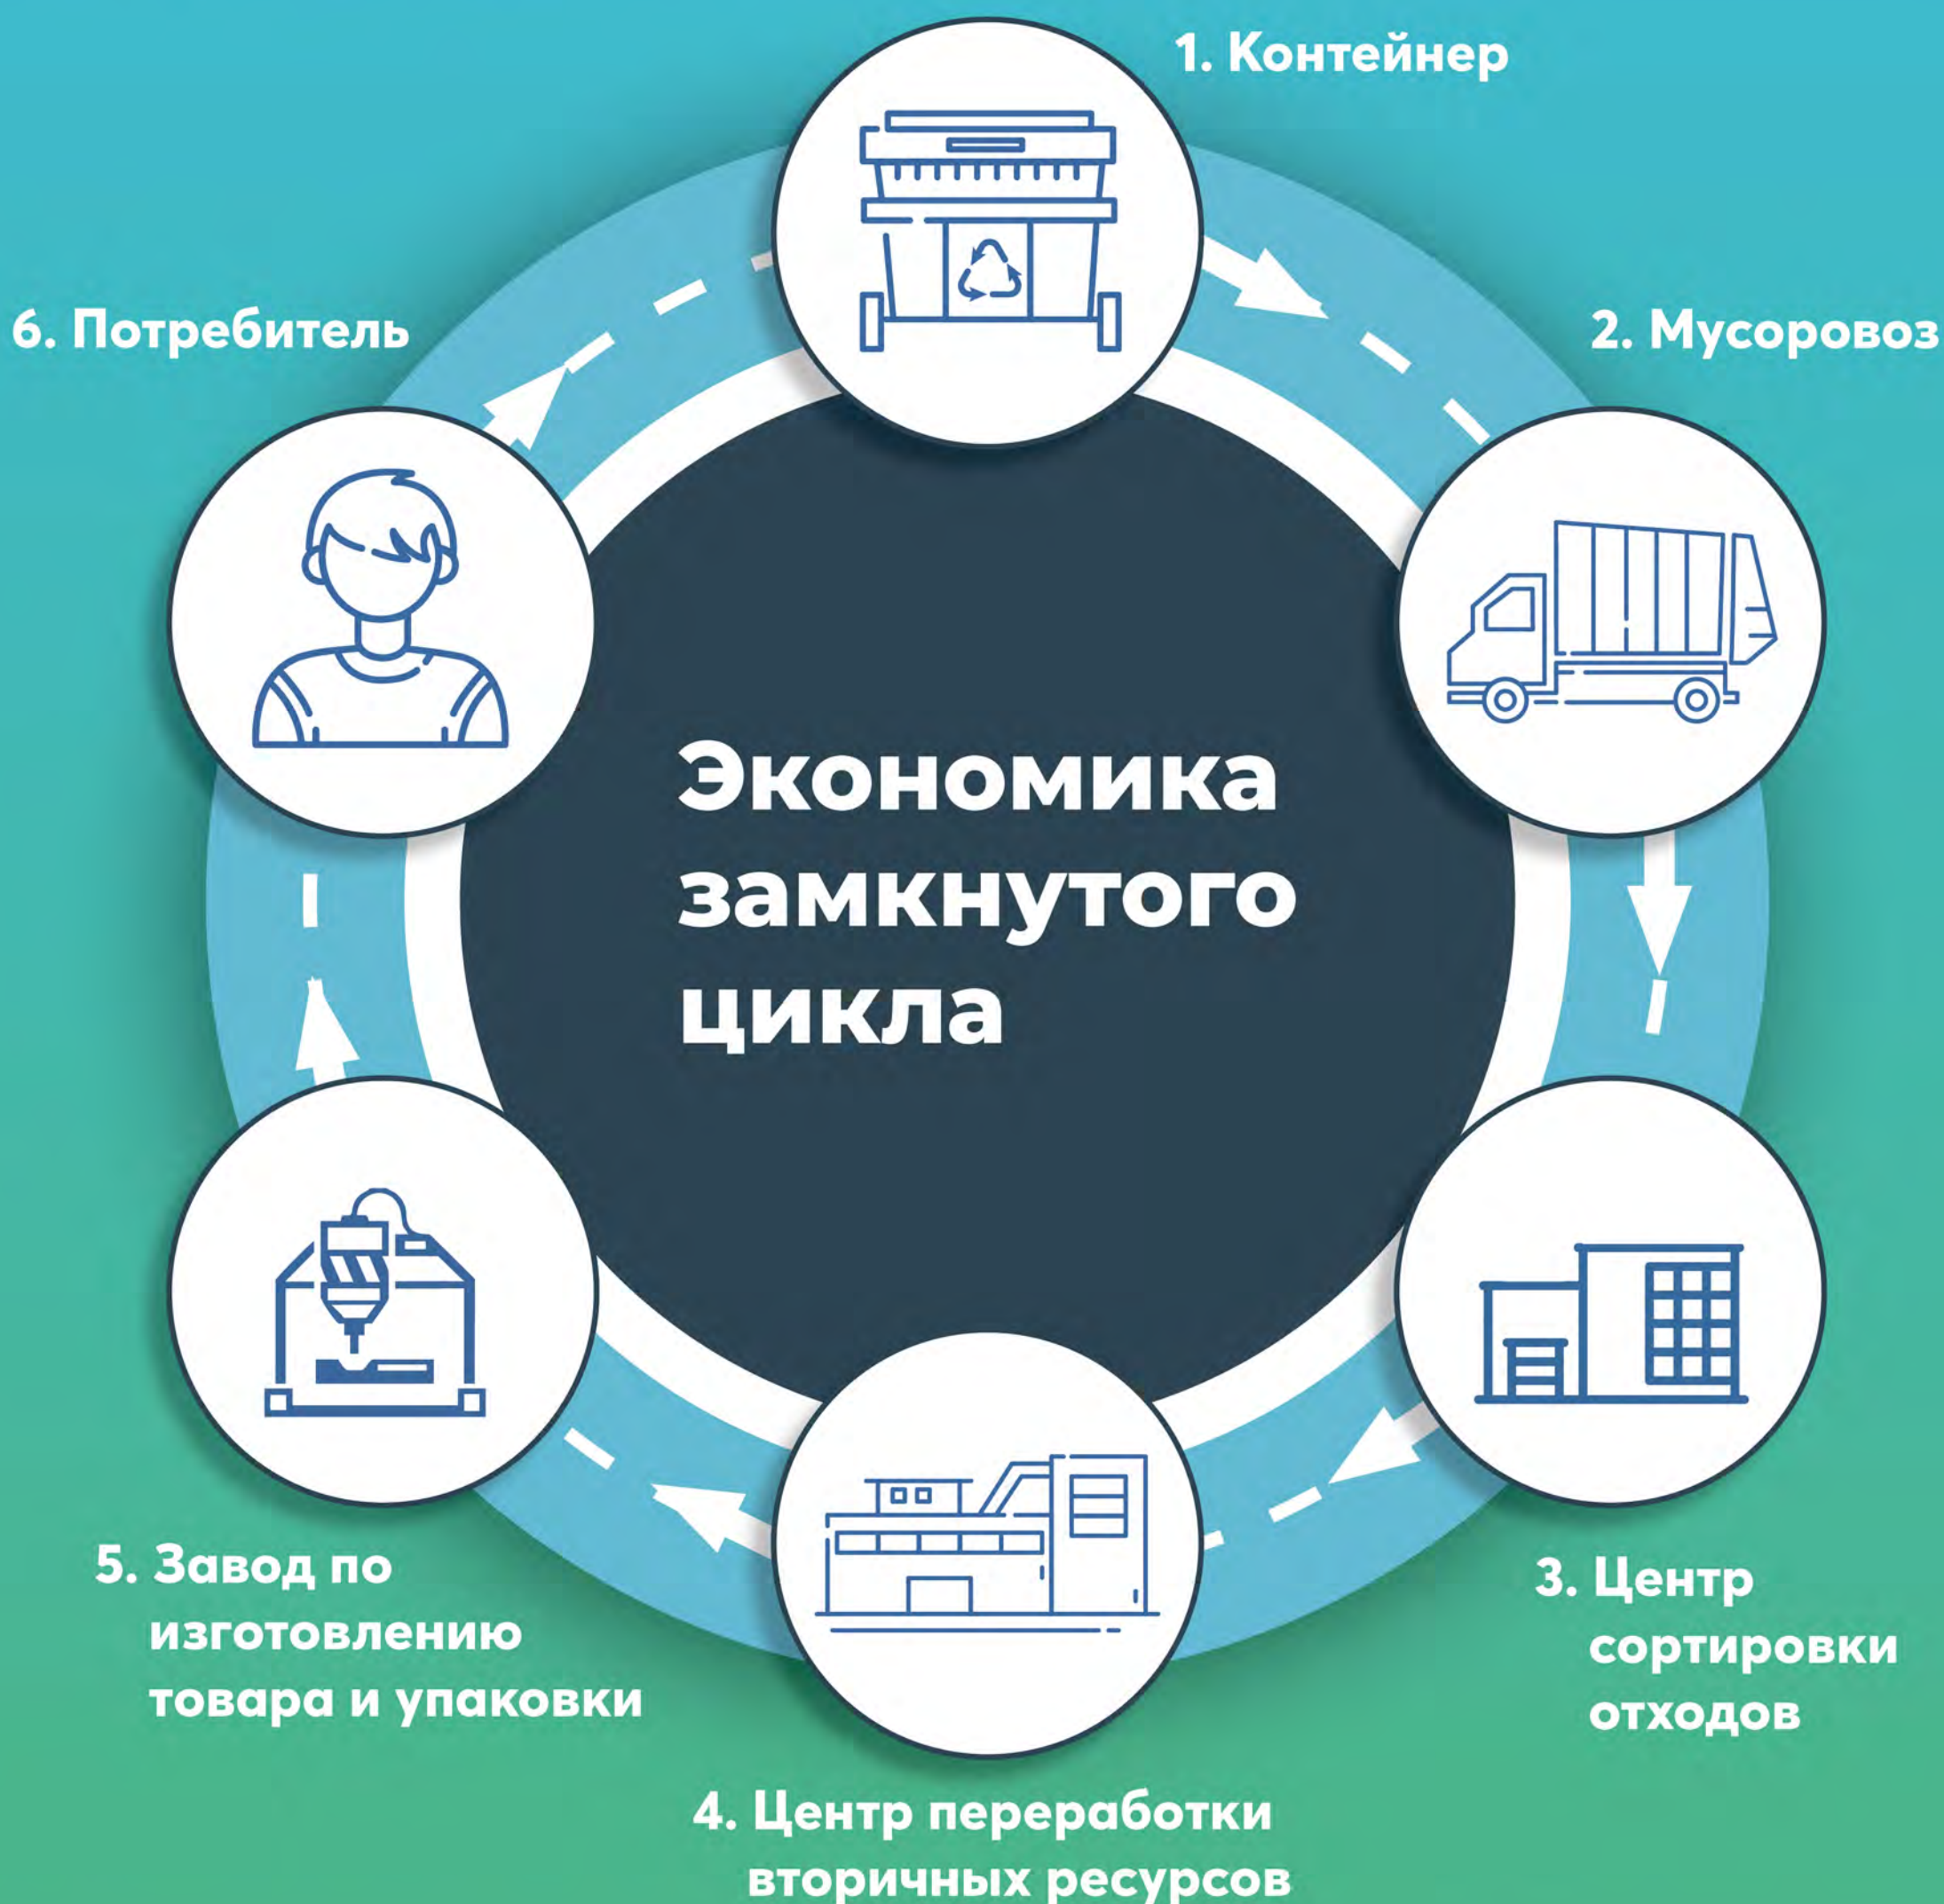 1. Контейнер
2. Мусоровоз
3. Центр
сортировки
отходов
4. Центр переработки
вторичных ресурсов
5. Завод по
изготовлению
товара и упаковки
6. Потребитель
Экономика
замкнутого
цикла